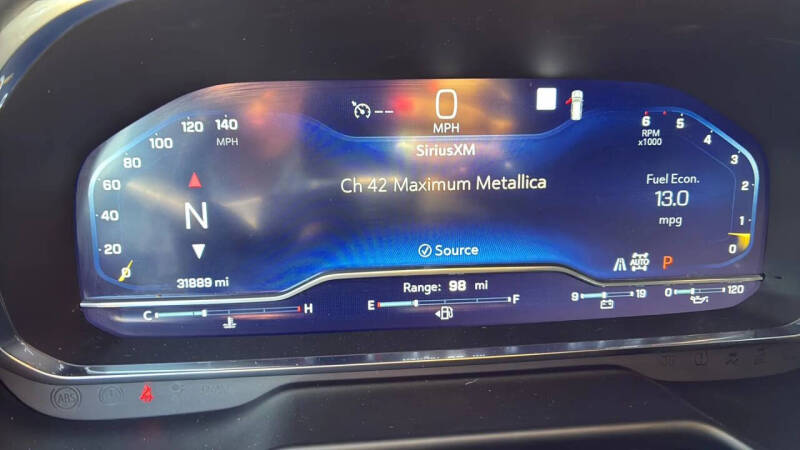 0
MPH
SiriusXM
Ch 42 Maximum Metallica
Source
0 20 40 60 80 100 120 140
MPH
N
31889 mi
6 5 4 3 2 1 0
RPM
x1000
Fuel Econ.
13.0
mpg
AUTO P
Range: 98 mi
C H
E F
9 19
0 120
ABS